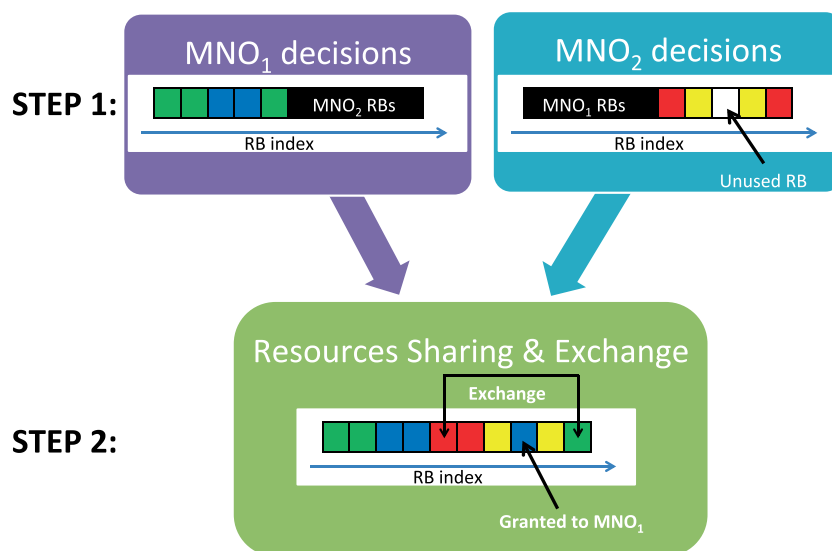 MNO₁ decisions
MNO₂ decisions
STEP 1:
MNO₂ RBs
MNO₁ RBs
RB index
RB index
Unused RB
Resources Sharing & Exchange
Exchange
STEP 2:
RB index
Granted to MNO₁